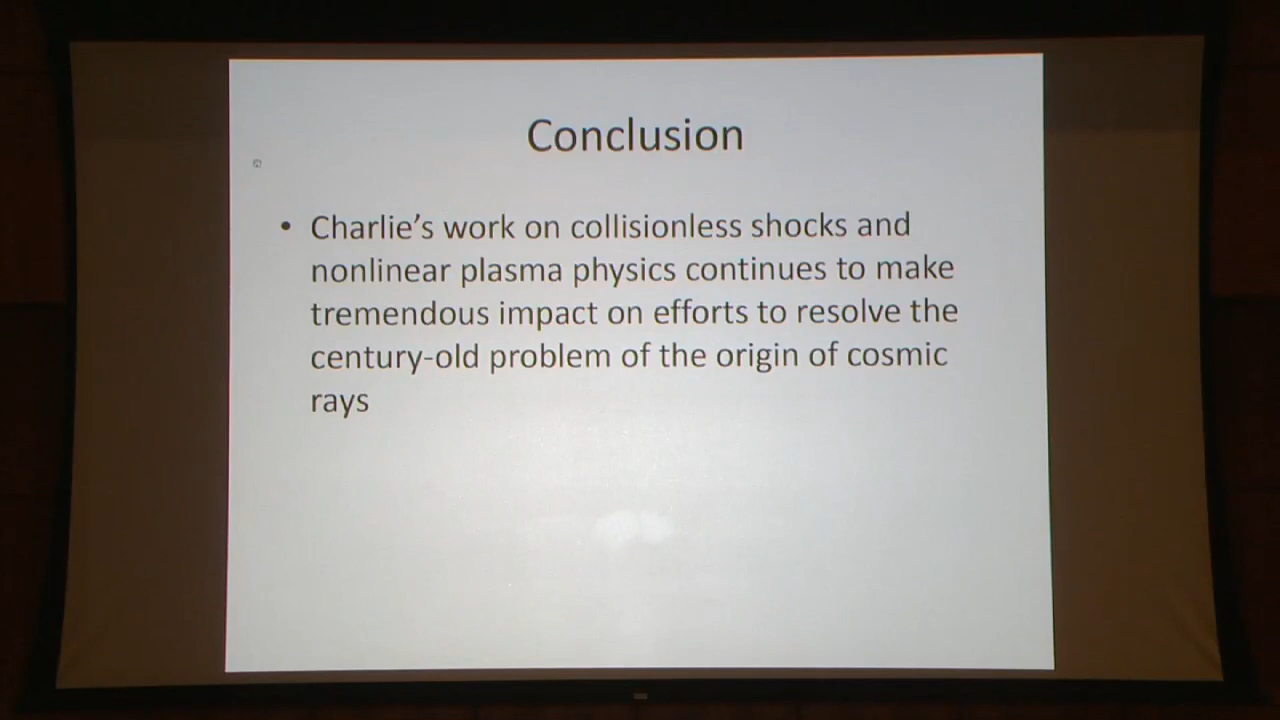 Conclusion
• Charlie’s work on collisionless shocks and
nonlinear plasma physics continues to make
tremendous impact on efforts to resolve the
century-old problem of the origin of cosmic
rays